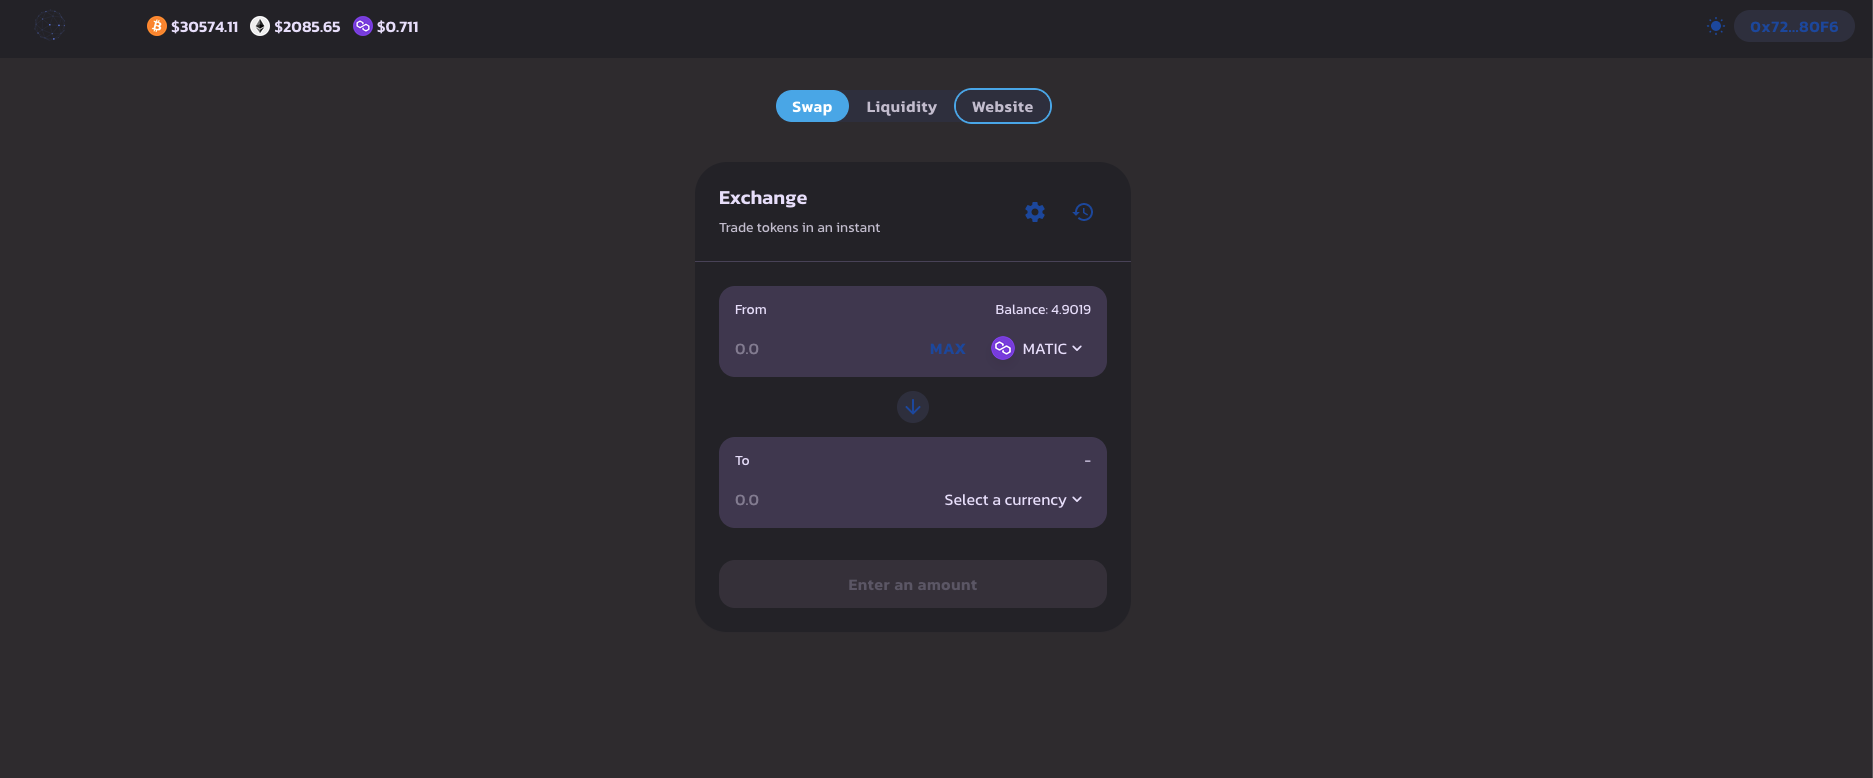 $30574.11 $2085.65 $0.711 0x72...80F6
Swap Liquidity Website
Exchange
Trade tokens in an instant
From Balance: 4.9019
0.0 MAX MATIC
To -
0.0 Select a currency
Enter an amount